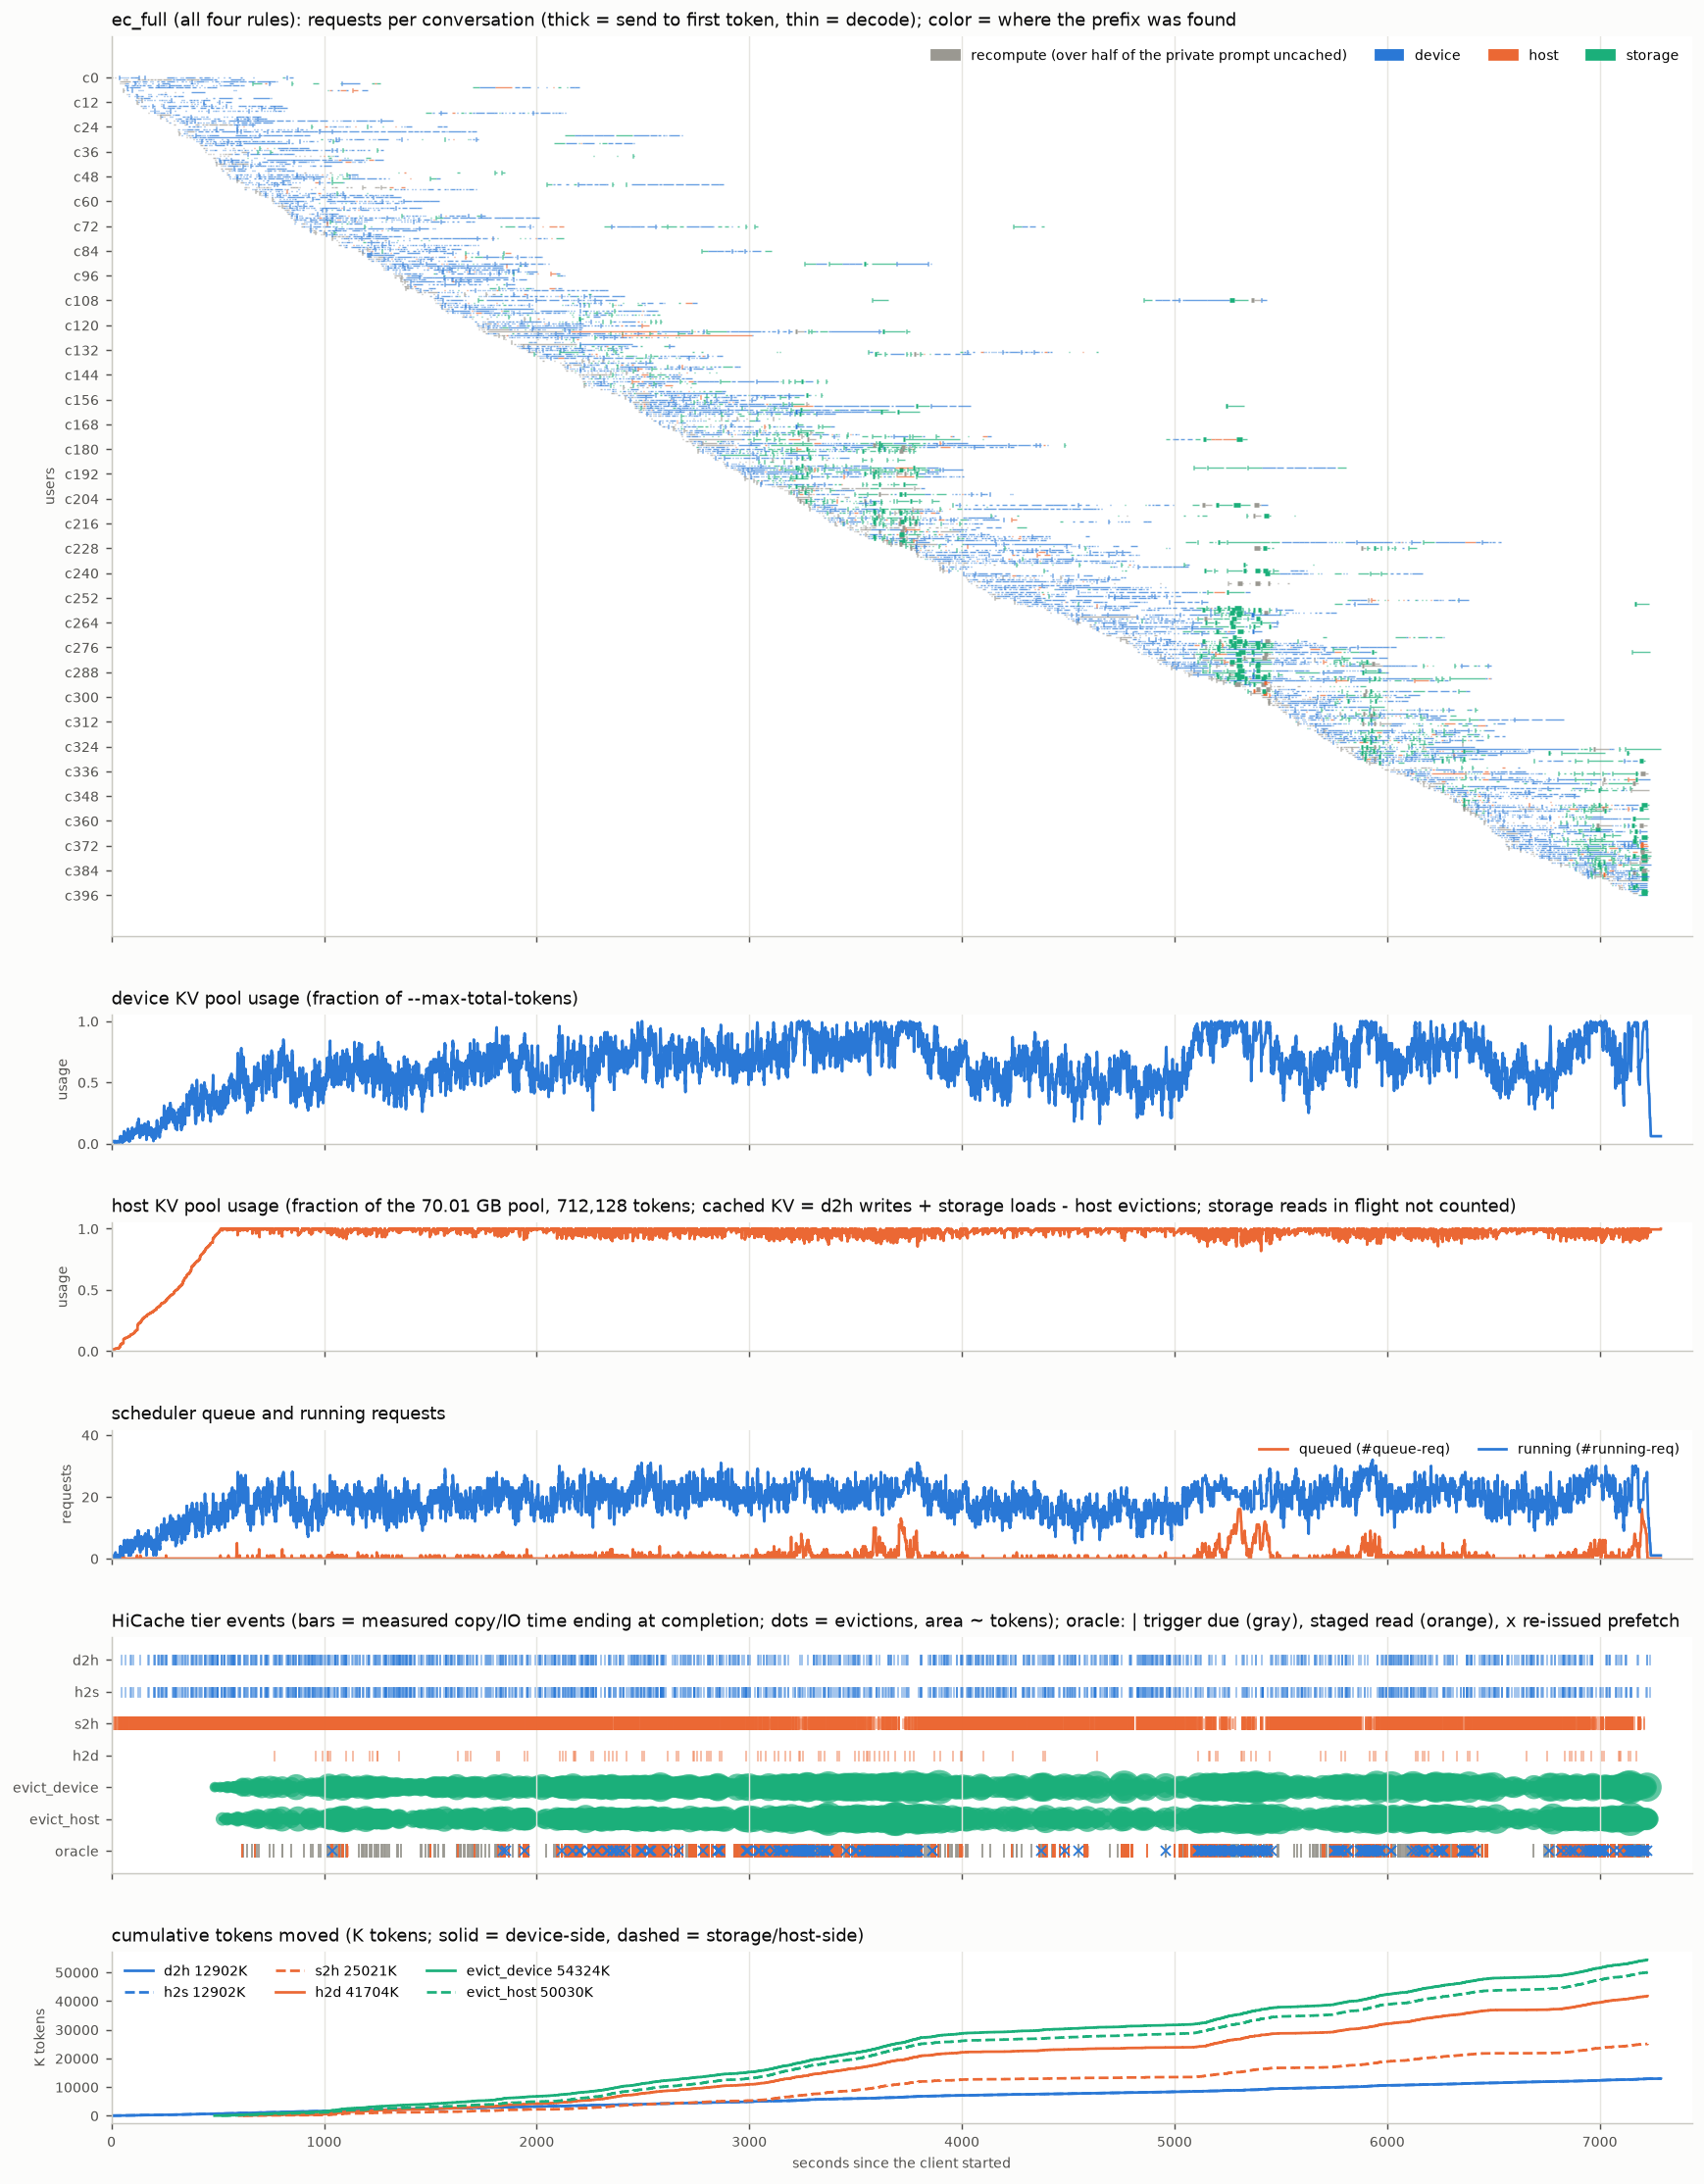 ec_full (all four rules): requests per conversation (thick = send to first token, thin = decode); color = where the prefix was found
recompute (over half of the private prompt uncached)
device
host
storage
c0
c12
c24
c36
c48
c60
c72
c84
c96
c108
c120
c132
c144
c156
c168
c180
c192
c204
c216
c228
c240
c252
c264
c276
c288
c300
c312
c324
c336
c348
c360
c372
c384
c396
users
device KV pool usage (fraction of --max-total-tokens)
1.0
0.5
0.0
usage
host KV pool usage (fraction of the 70.01 GB pool, 712,128 tokens; cached KV = d2h writes + storage loads - host evictions; storage reads in flight not counted)
1.0
0.5
0.0
usage
scheduler queue and running requests
40
20
0
requests
queued (#queue-req)
running (#running-req)
HiCache tier events (bars = measured copy/IO time ending at completion; dots = evictions, area ~ tokens); oracle: | trigger due (gray), staged read (orange), x re-issued prefetch
d2h
h2s
s2h
h2d
evict_device
evict_host
oracle
cumulative tokens moved (K tokens; solid = device-side, dashed = storage/host-side)
d2h 12902K
s2h 25021K
evict_device 54324K
h2s 12902K
h2d 41704K
evict_host 50030K
50000
40000
30000
20000
10000
0
K tokens
0 1000 2000 3000 4000 5000 6000 7000
seconds since the client started